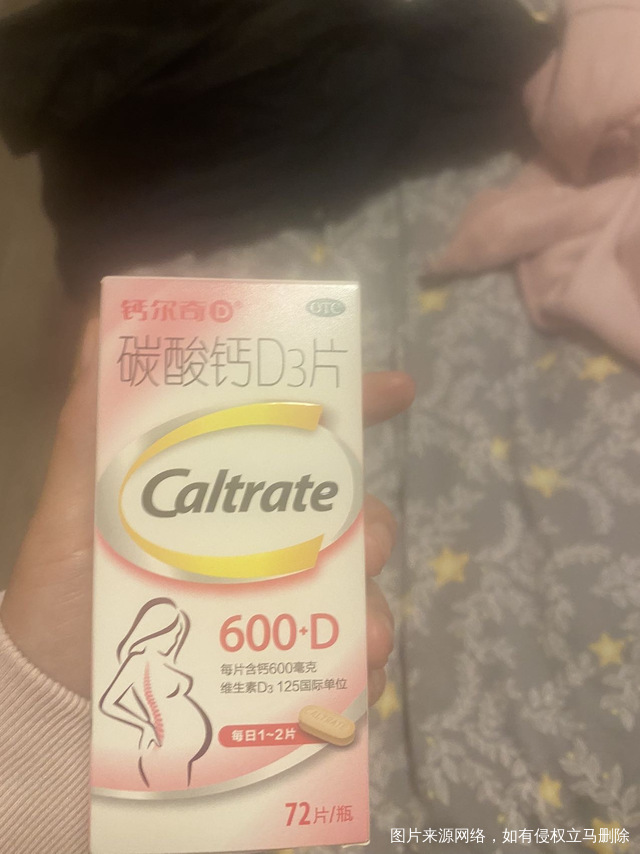 钙尔奇D®
OTC
碳酸钙D3片
Caltrate
600+D
每片含钙600毫克
维生素D3 125国际单位
每日1~2片
72片/瓶
图片来源网络，如有侵权立马删除